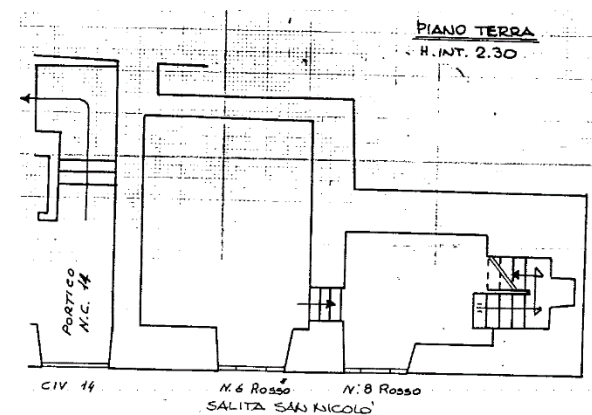 PIANO TERRA
H. INT. 2.30
PORTICO
N.C. 14
CIV 14
N. 6 Rosso
N. 8 Rosso
SALITA SAN NICOLO'